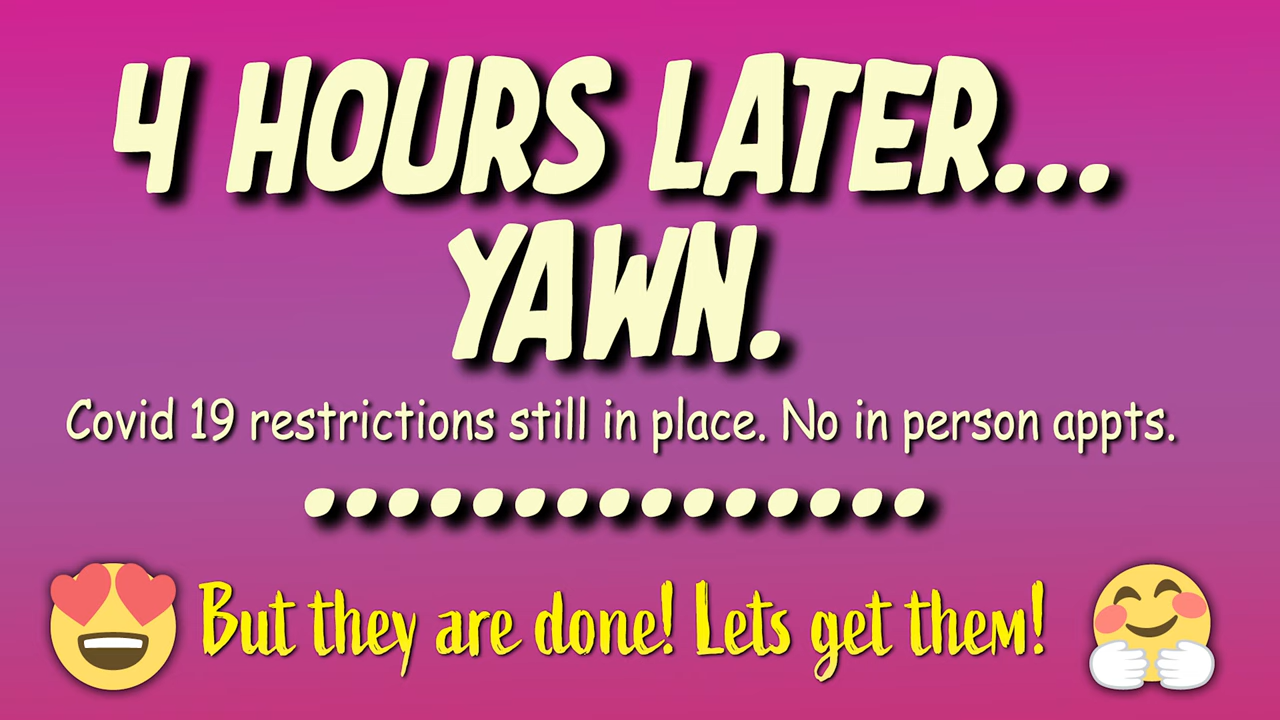 4 HOURS LATER...
YAWN.
Covid 19 restrictions still in place. No in person appts.
...............
But they are done! Lets get them!